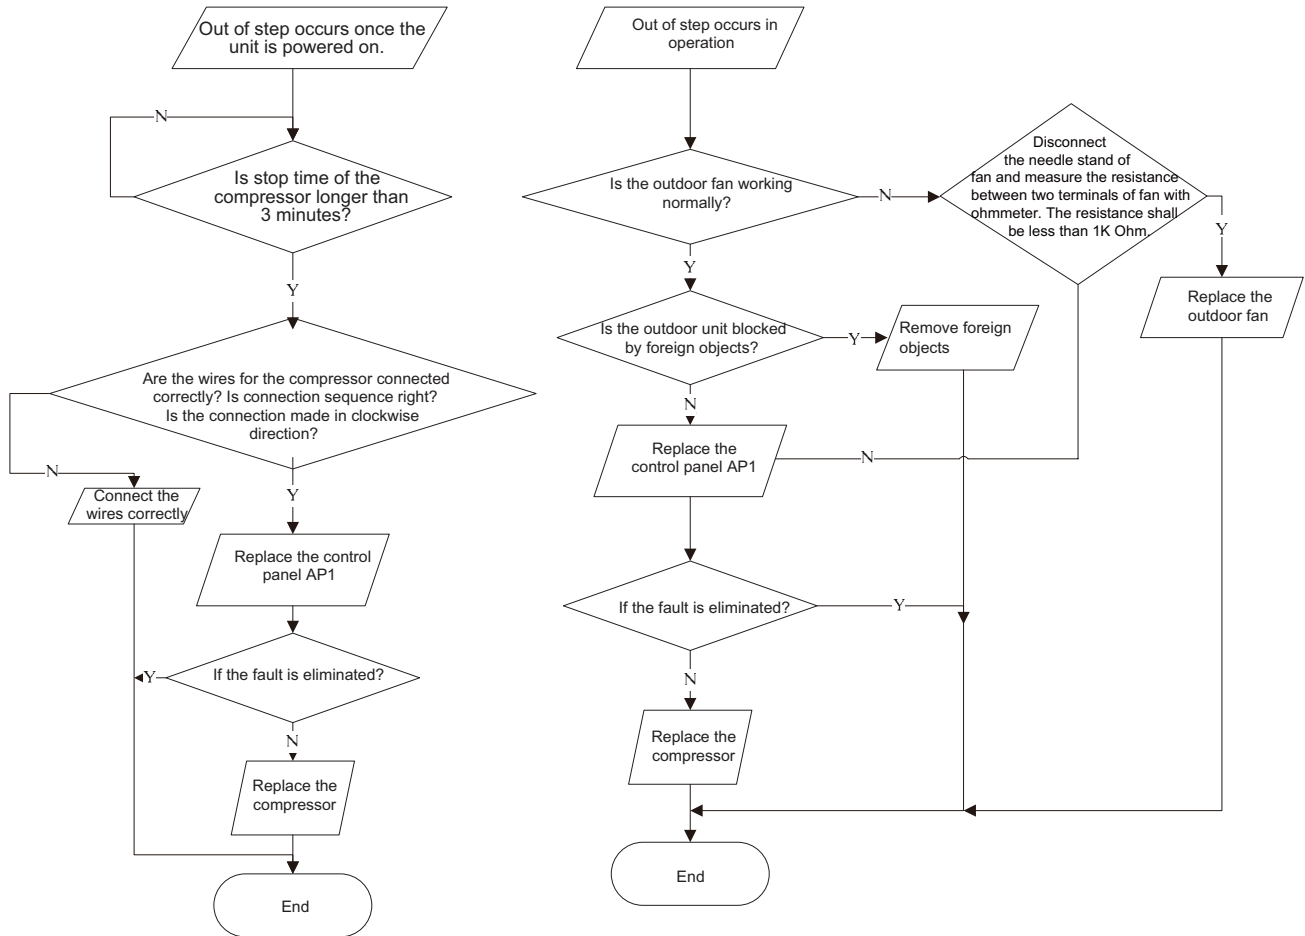 Out of step occurs once the
unit is powered on.
N
Is stop time of the
compressor longer than
3 minutes?
Y
Are the wires for the compressor connected
correctly? Is connection sequence right?
Is the connection made in clockwise
direction?
N
Connect the
wires correctly
Y
Replace the control
panel AP1
If the fault is eliminated?
Y
N
Replace the
compressor
End
Out of step occurs in
operation
Is the outdoor fan working
normally?
N
Disconnect
the needle stand of
fan and measure the resistance
between two terminals of fan with
ohmmeter. The resistance shall
be less than 1K Ohm.
Y
Replace the
outdoor fan
Y
Is the outdoor unit blocked
by foreign objects?
Y
Remove foreign
objects
N
Replace the
control panel AP1
N
If the fault is eliminated?
Y
N
Replace the
compressor
End